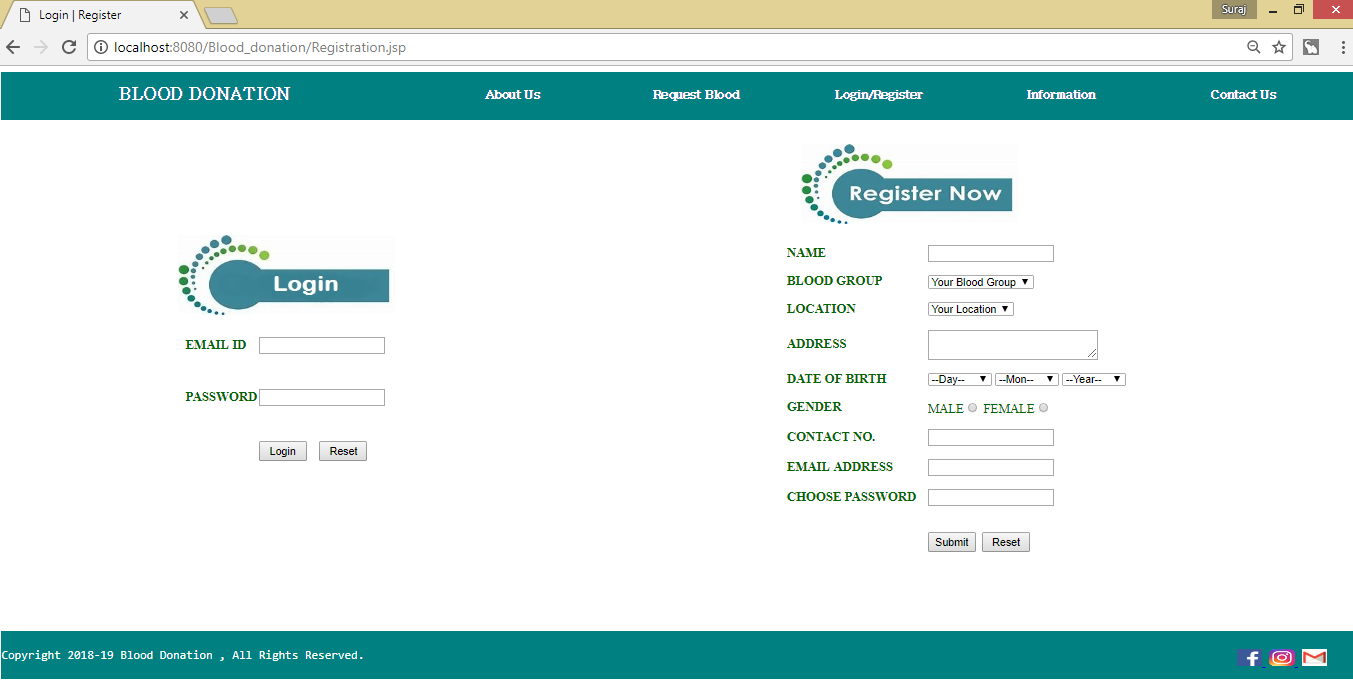 Login | Register
Suraj
localhost:8080/Blood_donation/Registration.jsp
BLOOD DONATION About Us Request Blood Login/Register Information Contact Us
Login
EMAIL ID
PASSWORD
Login Reset
Register Now
NAME
BLOOD GROUP Your Blood Group
LOCATION Your Location
ADDRESS
DATE OF BIRTH --Day-- --Mon-- --Year--
GENDER MALE FEMALE
CONTACT NO.
EMAIL ADDRESS
CHOOSE PASSWORD
Submit Reset
Copyright 2018-19 Blood Donation , All Rights Reserved.